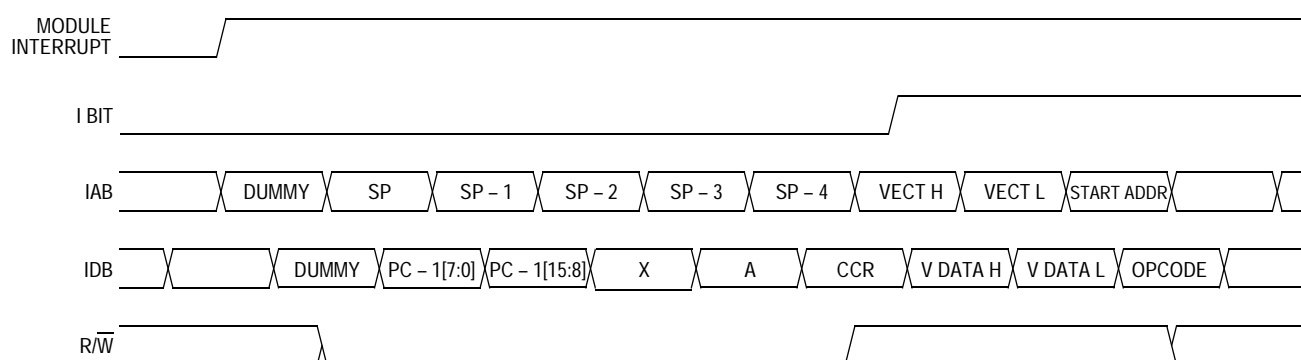 MODULE
INTERRUPT
I BIT
IAB DUMMY SP SP – 1 SP – 2 SP – 3 SP – 4 VECT H VECT L START ADDR
IDB DUMMY PC – 1[7:0] PC – 1[15:8] X A CCR V DATA H V DATA L OPCODE
R/W̅